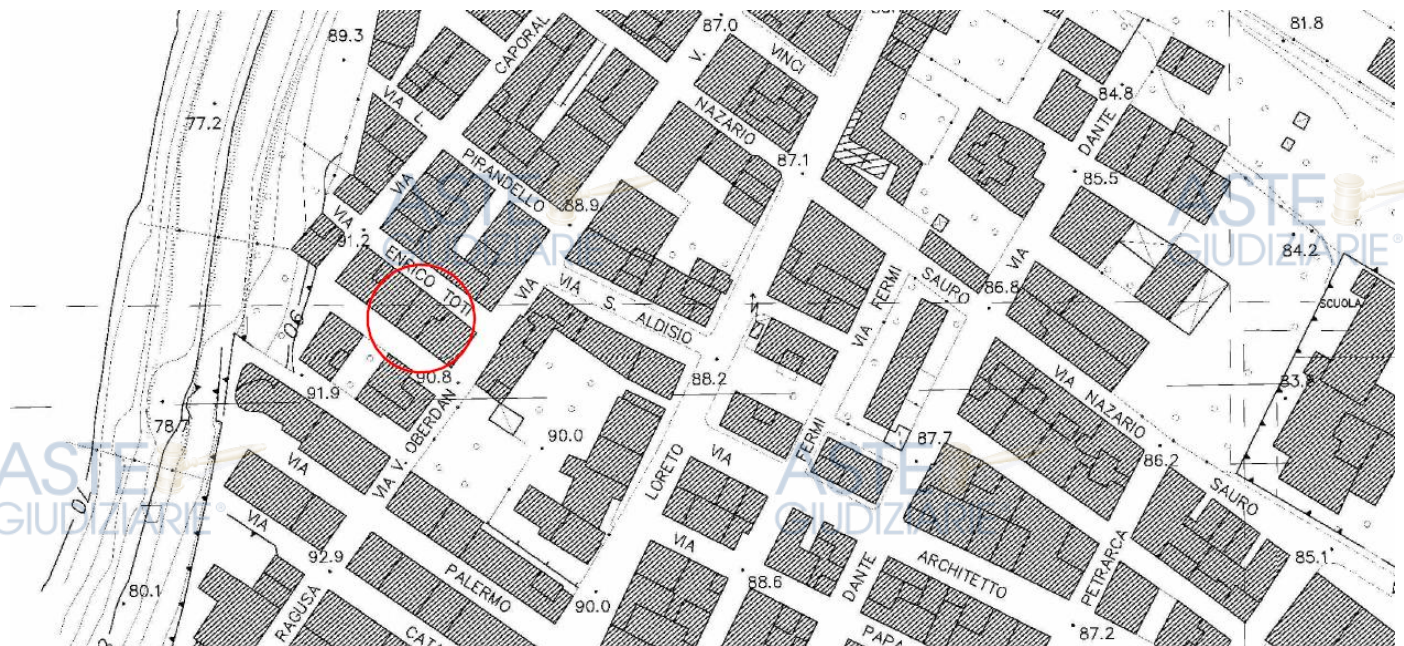 87.0
81.8
89.3
CAPORAL
V.
VINCI
84.8
77.2
VIA L.
NAZARIO
DANTE
87.1
PIRANDELLO
VIA
85.5
ASTE
GIUDIZIARIE®
ASTE
GIUDIZIARIE®
88.9
VIA
91.2
ENRICO TOTI
84.2
VIA
SAURO
VIA
VIA S. ALDISIO
FERMI
VIA
86.8
SCUOLA
90
88.2
90.8
91.9
83.8
78.7
VIA V. OBERDAN
VIA NAZARIO
90.0
87.7
FERMI
LORETO
VIA
86.2
ASTE
GIUDIZIARIE®
ASTE
GIUDIZIARIE
VIA
SAURO
70
VIA
VIA
85.1
92.9
PALERMO
88.6
ARCHITETTO
PETRARCA
DANTE
80.1
90.0
RAGUSA
CATA
PAPA
87.2